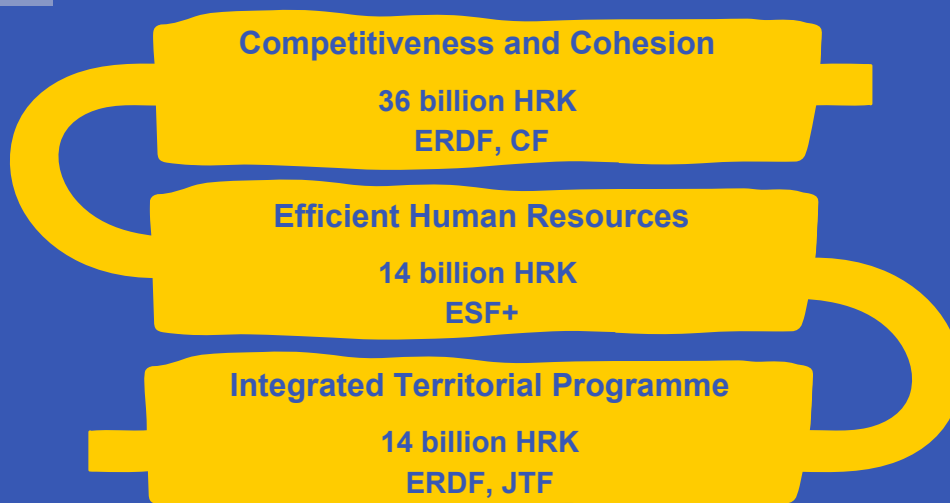 Competitiveness and Cohesion
36 billion HRK
ERDF, CF
Efficient Human Resources
14 billion HRK
ESF+
Integrated Territorial Programme
14 billion HRK
ERDF, JTF